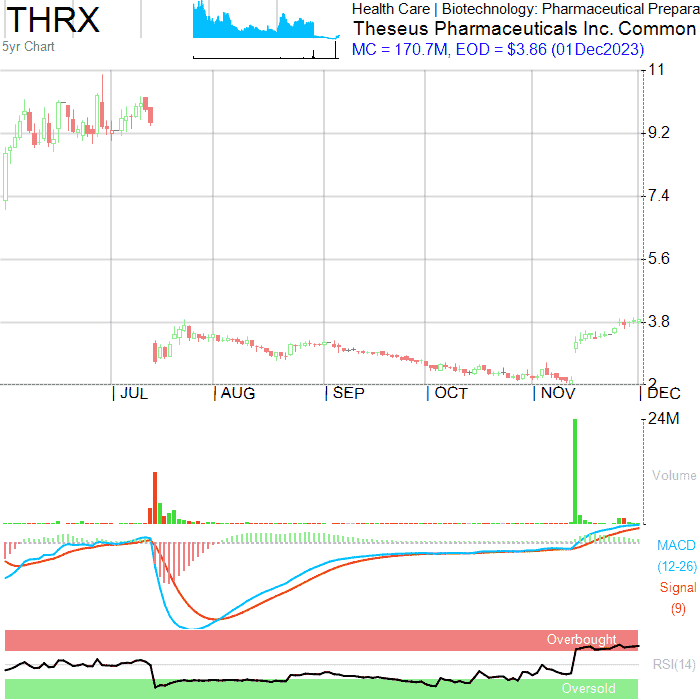 THRX
5yr Chart
Health Care | Biotechnology: Pharmaceutical Prepara
Theseus Pharmaceuticals Inc. Common
MC = 170.7M, EOD = $3.86 (01Dec2023)
11
9.2
7.4
5.6
3.8
2
JUL AUG SEP OCT NOV DEC
24M
Volume
MACD
(12-26)
Signal
(9)
Overbought
RSI(14)
Oversold